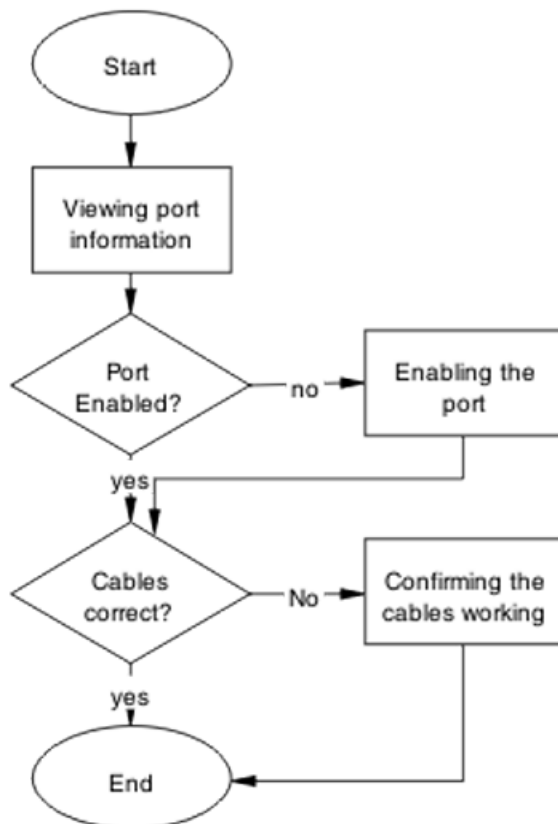 Start
Viewing port
information
Port
Enabled?
no
Enabling the
port
yes
Cables
correct?
No
Confirming the
cables working
yes
End